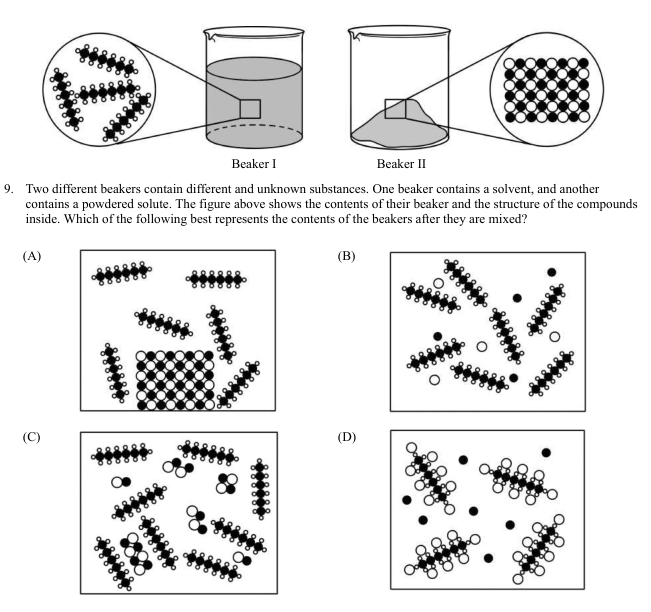 Beaker I
Beaker II
9. Two different beakers contain different and unknown substances. One beaker contains a solvent, and another
contains a powdered solute. The figure above shows the contents of their beaker and the structure of the compounds
inside. Which of the following best represents the contents of the beakers after they are mixed?
(A)
(B)
(C)
(D)